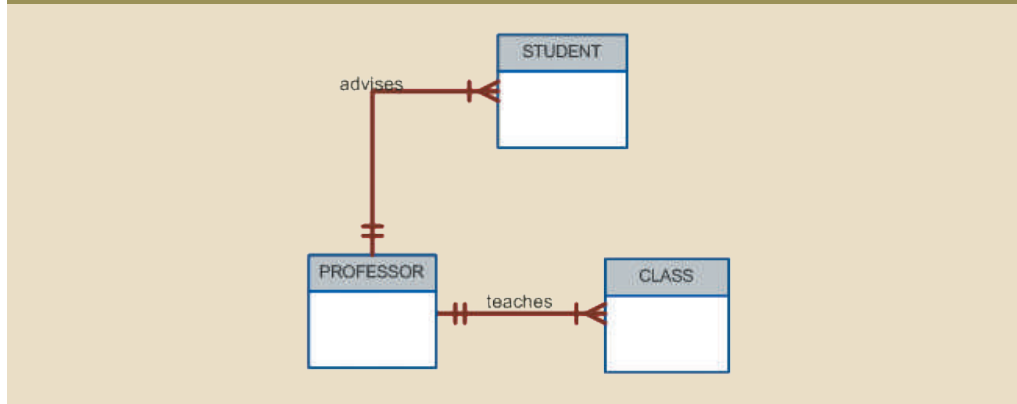 STUDENT
advises
PROFESSOR
CLASS
teaches